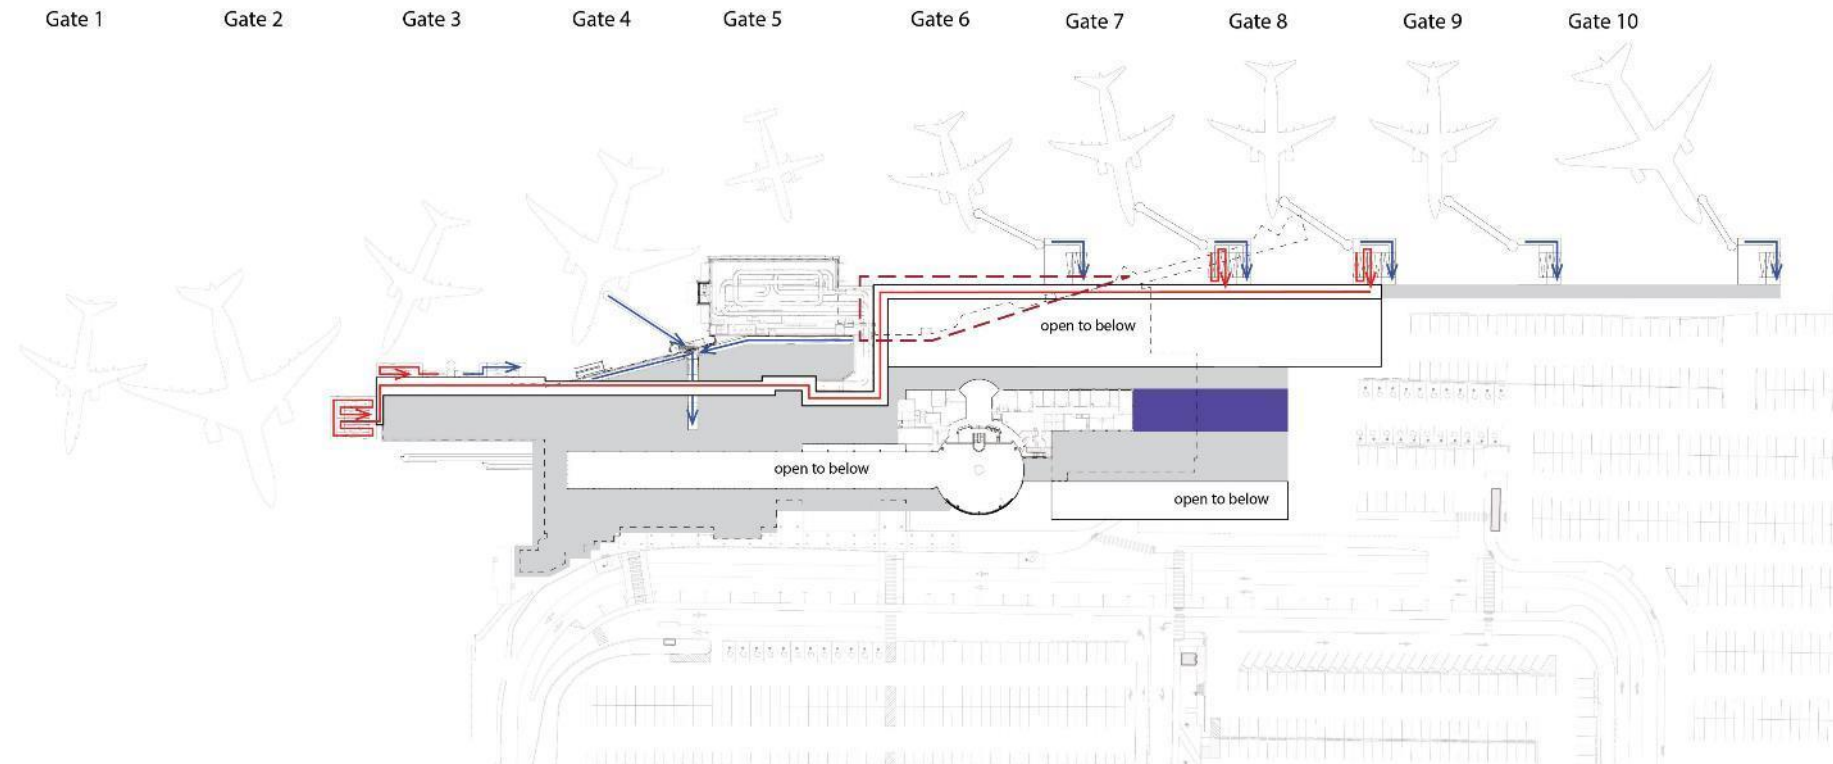 Gate 1
Gate 2
Gate 3
Gate 4
Gate 5
Gate 6
Gate 7
Gate 8
Gate 9
Gate 10
open to below
open to below
open to below